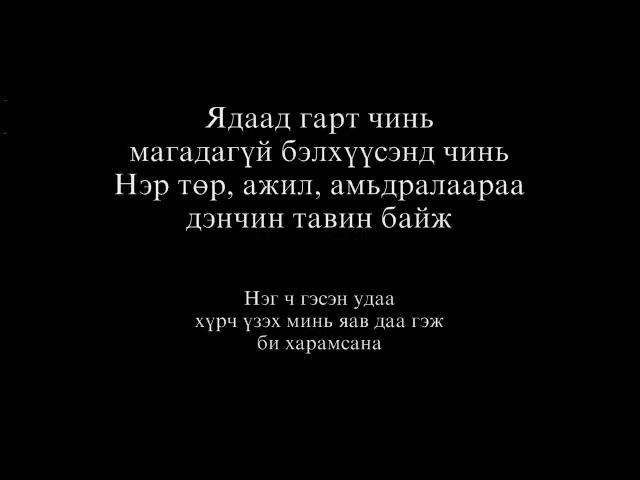 Ядаад гарт чинь
магадагүй бэлхүүсэнд чинь
Нэр төр, ажил, амьдралаараа
дэнчин тавин байж
Нэг ч гэсэн удаа
хүрч үзэх минь яав даа гэж
би харамсана